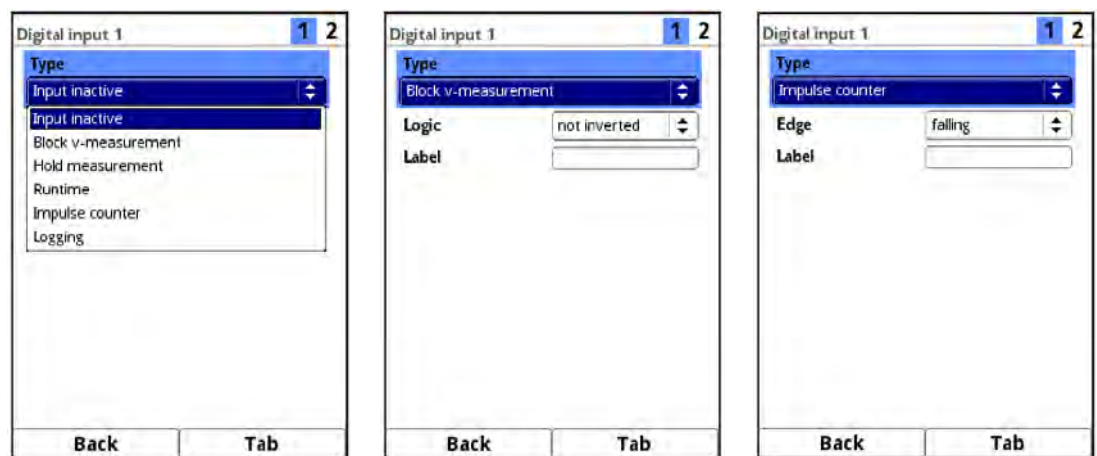 Digital input 1 1 2
Type
Input inactive
Input inactive
Block v-measurement
Hold measurement
Runtime
Impulse counter
Logging
Back Tab
Digital input 1 1 2
Type
Block v-measurement
Logic not inverted
Label
Back Tab
Digital input 1 1 2
Type
Impulse counter
Edge falling
Label
Back Tab